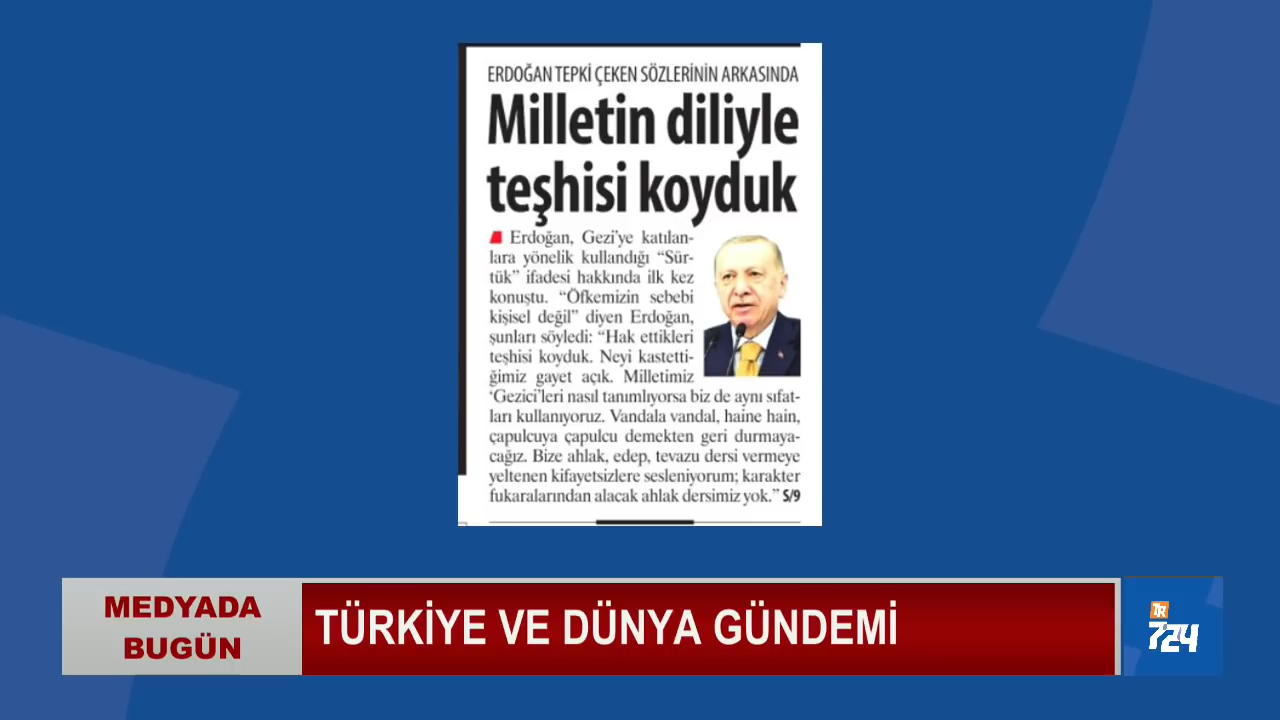 ERDOĞAN TEPKİ ÇEKEN SÖZLERİNİN ARKASINDA
Milletin diliyle
teşhisi koyduk
Erdoğan, Gezi'ye katılan-
lara yönelik kullandığı “Sür-
tük” ifadesi hakkında ilk kez
konuştu. “Öfkemizin sebebi
kişisel değil” diyen Erdoğan,
şunları söyledi: “Hak ettikleri
teşhisi koyduk. Neyi kastetti-
ğimiz gayet açık. Milletimiz
‘Gezici’leri nasıl tanımlıyorsa biz de aynı sıfat-
ları kullanıyoruz. Vandala vandal, haine hain,
çapulcuya çapulcu demekten geri durmaya-
cağız. Bize ahlak, edep, tevazu dersi vermeye
yeltenen kifayetsizlere sesleniyorum; karakter
fukaralarından alacak ahlak dersimiz yok.” S/9
MEDYADA
BUGÜN
TÜRKİYE VE DÜNYA GÜNDEMİ
TR
7/24